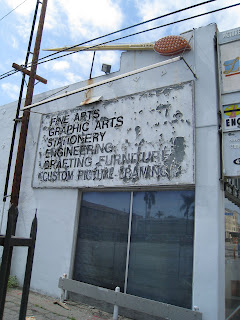 FINE ARTS
GRAPHIC ARTS
STATIONERY
ENGINEERING
DRAFTING FURNITURE
CUSTOM PICTURE FRAMING